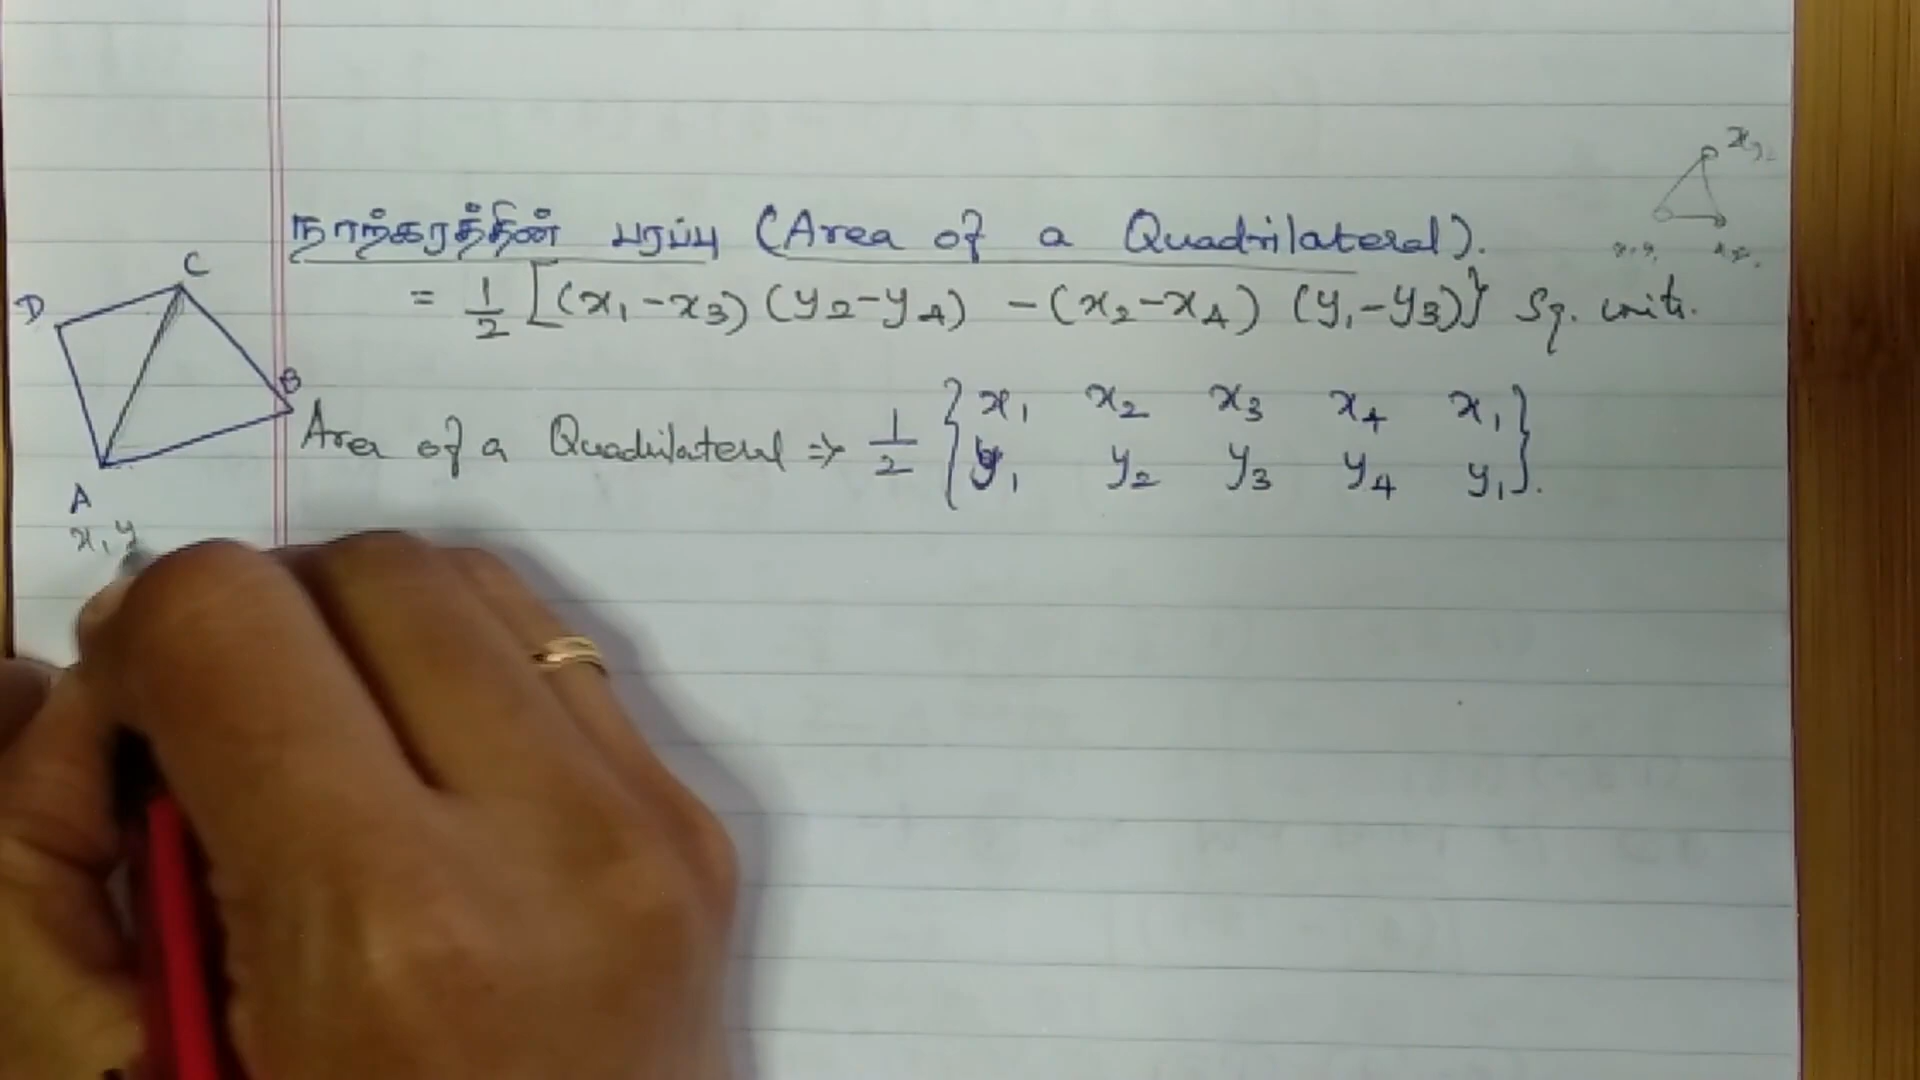 நாற்கரத்தின் பரப்பு (Area of a Quadrilateral).
= 1/2 [(x₁-x₃) (y₂-y₄) -(x₂-x₄) (y₁-y₃)} Sq. units.
Area of a Quadrilateral ⇒ 1/2 { x₁ x₂ x₃ x₄ x₁
y₁ y₂ y₃ y₄ y₁ }.
C
D
B
A
x₁ y